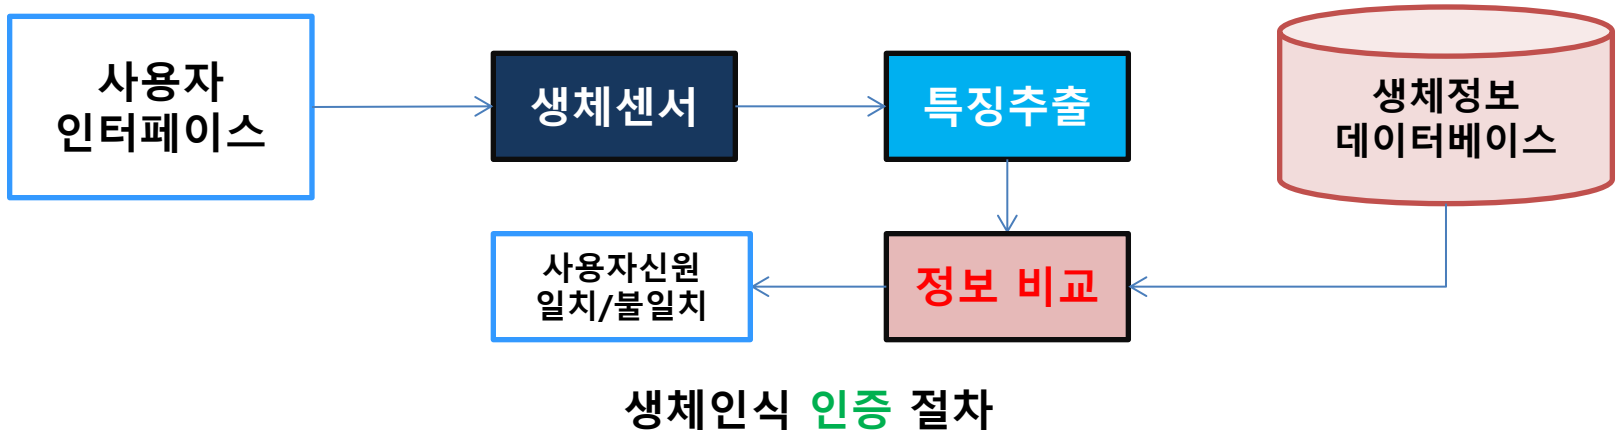 사용자
인터페이스
생체센서
특징추출
생체정보
데이터베이스
사용자신원
일치/불일치
정보 비교
생체인식 인증 절차